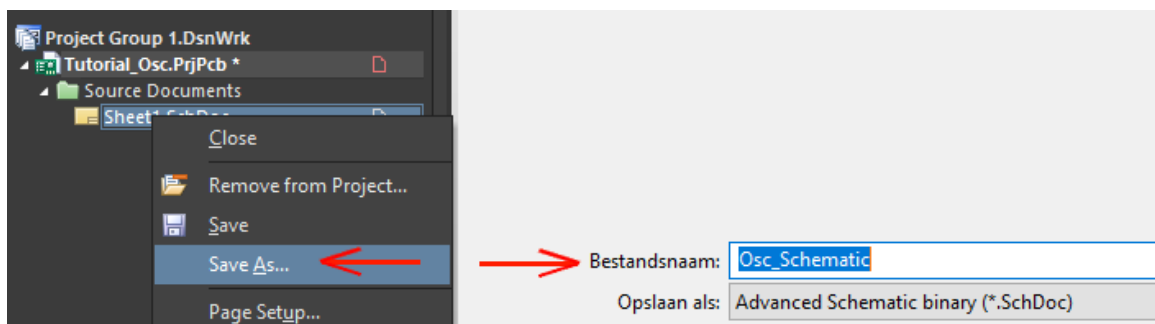 Project Group 1.DsnWrk
Tutorial_Osc.PrjPcb *
Source Documents
Sheet1.SchDoc
Close
Remove from Project...
Save
Save As...
Page Setup...
Bestandsnaam: Osc_Schematic
Opslaan als: Advanced Schematic binary (*.SchDoc)